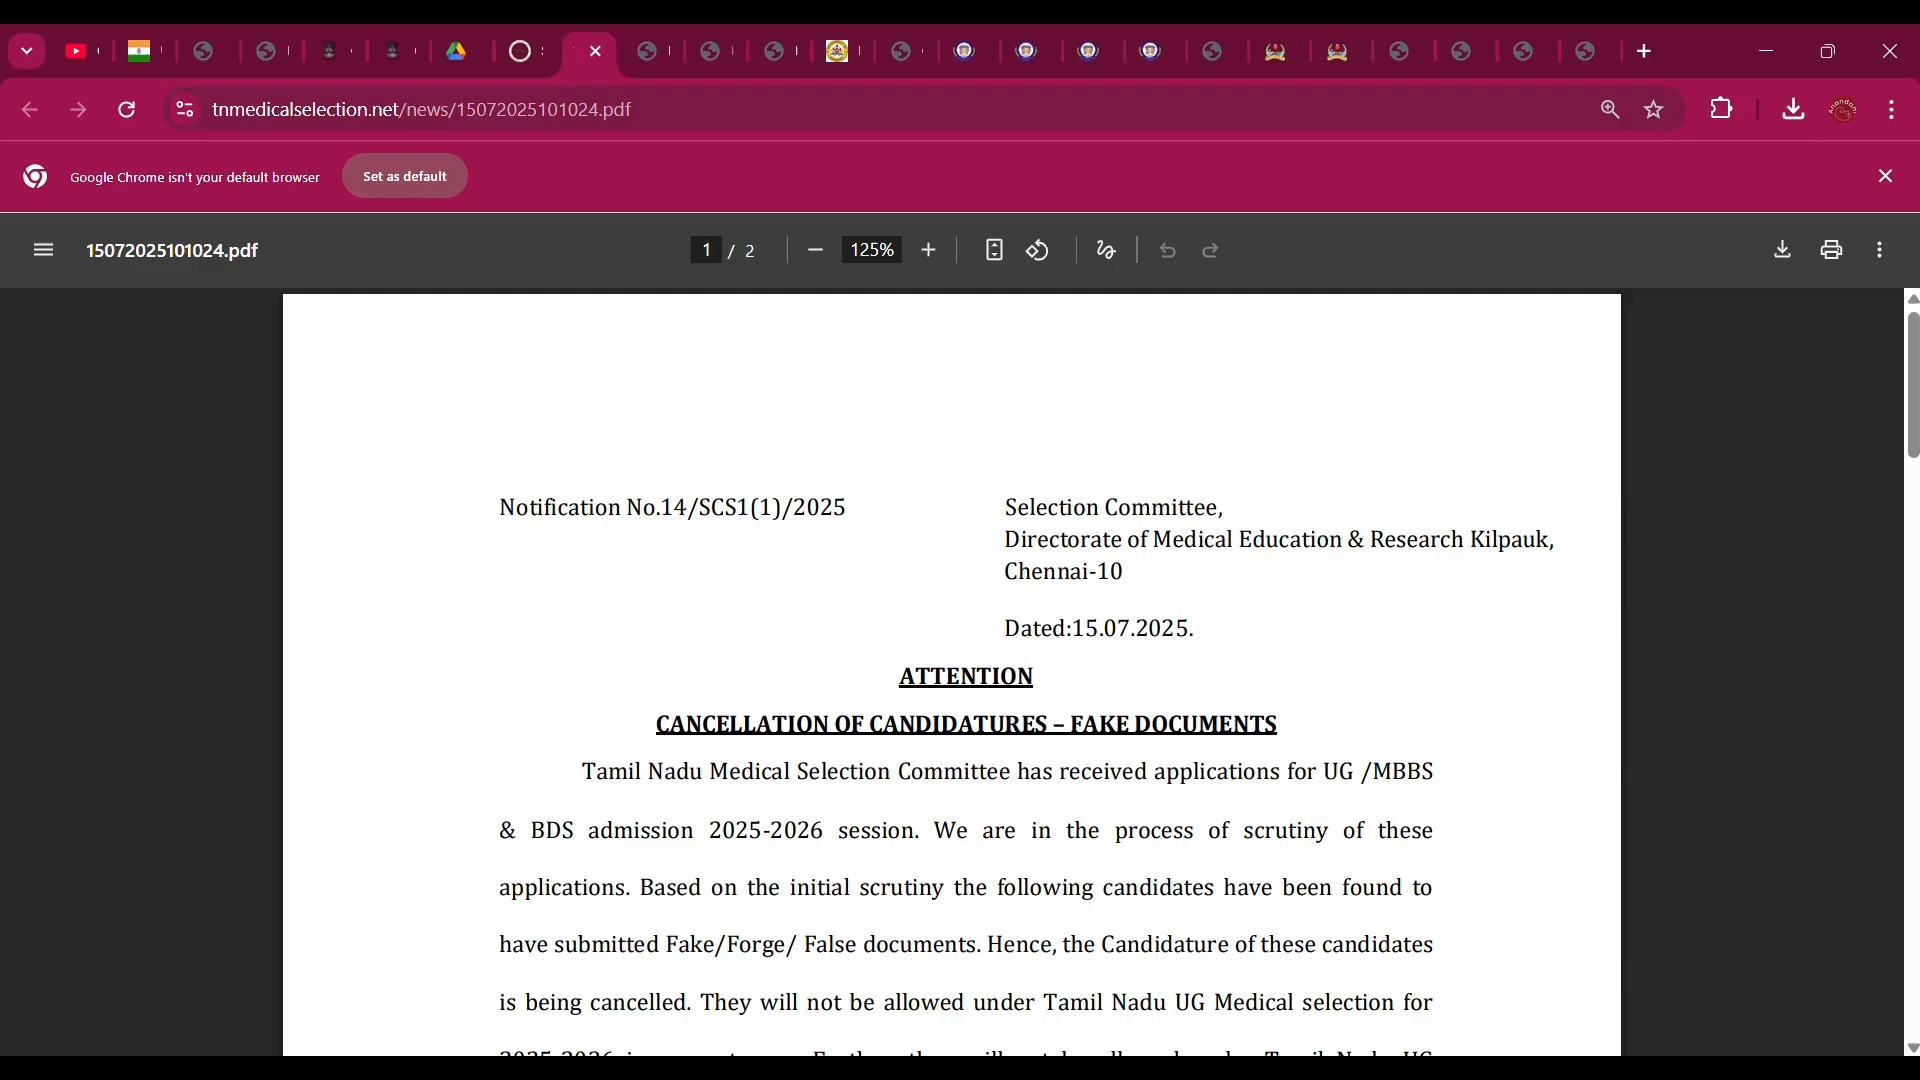 tnmedicalselection.net/news/15072025101024.pdf
Google Chrome isn't your default browser
Set as default
15072025101024.pdf
1 / 2
125%
Notification No.14/SCS1(1)/2025
Selection Committee,
Directorate of Medical Education & Research Kilpauk,
Chennai-10
Dated:15.07.2025.
ATTENTION
CANCELLATION OF CANDIDATURES – FAKE DOCUMENTS
Tamil Nadu Medical Selection Committee has received applications for UG /MBBS
& BDS admission 2025-2026 session. We are in the process of scrutiny of these
applications. Based on the initial scrutiny the following candidates have been found to
have submitted Fake/Forge/ False documents. Hence, the Candidature of these candidates
is being cancelled. They will not be allowed under Tamil Nadu UG Medical selection for